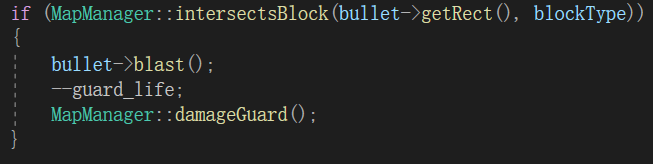 if (MapManager::intersectsBlock(bullet->getRect(), blockType))
{
bullet->blast();
--guard_life;
MapManager::damageGuard();
}